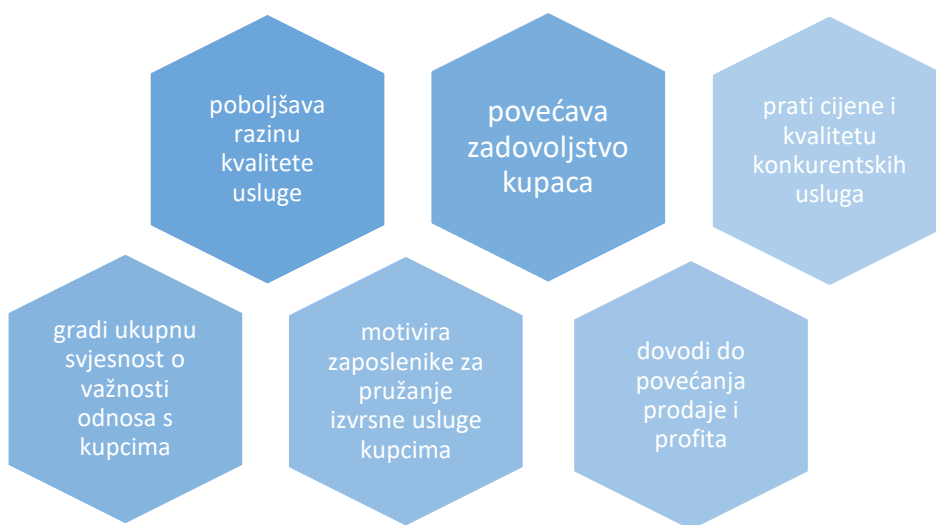 poboljšava
razinu
kvalitete
usluge
povećava
zadovoljstvo
kupaca
prati cijene i
kvalitetu
konkurentskih
usluga
gradi ukupnu
svjesnost o
važnosti
odnosa s
kupcima
motivira
zaposlenike za
pružanje
izvrsne usluge
kupcima
dovodi do
povećanja
prodaje i
profita